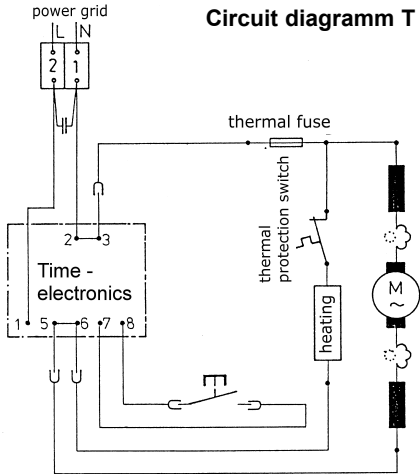 power grid
Circuit diagramm T
L N
2 1
thermal fuse
thermal
protection switch
2 3
Time -
electronics
M
~
heating
1 5 6 7 8